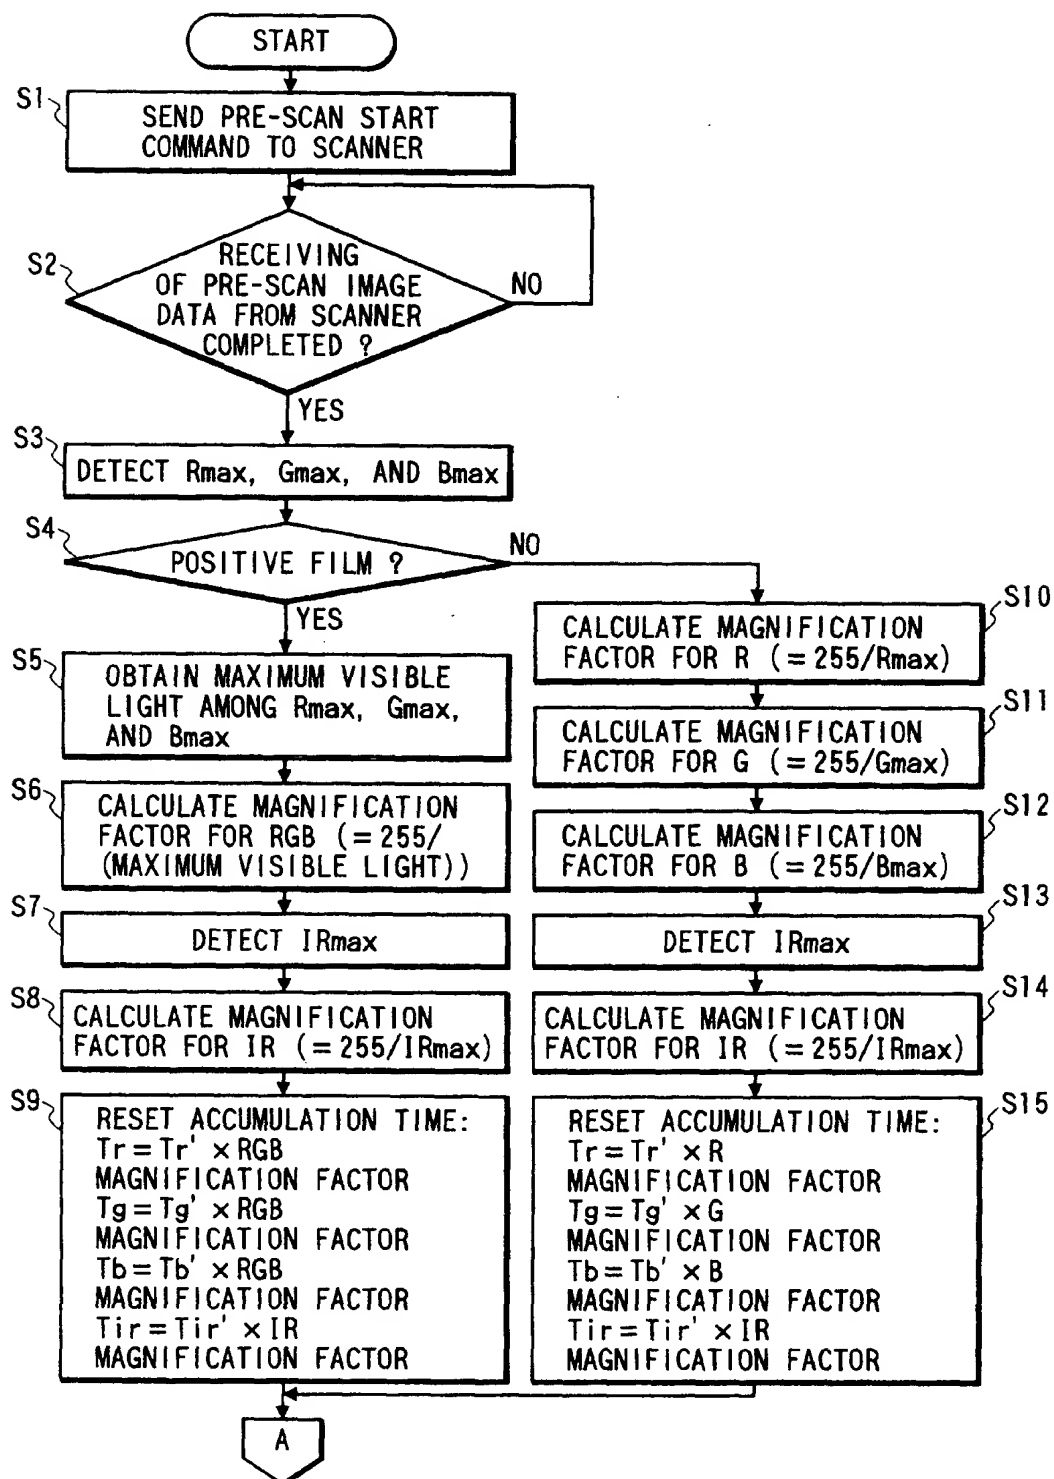 START
S1
SEND PRE-SCAN START
COMMAND TO SCANNER
S2
RECEIVING
OF PRE-SCAN IMAGE
DATA FROM SCANNER
COMPLETED ?
NO
YES
S3
DETECT Rmax, Gmax, AND Bmax
S4
POSITIVE FILM ?
NO
YES
S5
OBTAIN MAXIMUM VISIBLE
LIGHT AMONG Rmax, Gmax,
AND Bmax
S6
CALCULATE MAGNIFICATION
FACTOR FOR RGB (=255/
(MAXIMUM VISIBLE LIGHT))
S7
DETECT IRmax
S8
CALCULATE MAGNIFICATION
FACTOR FOR IR (=255/IRmax)
S9
RESET ACCUMULATION TIME:
Tr=Tr' ×RGB
MAGNIFICATION FACTOR
Tg=Tg' ×RGB
MAGNIFICATION FACTOR
Tb=Tb' ×RGB
MAGNIFICATION FACTOR
Tir=Tir' ×IR
MAGNIFICATION FACTOR
S10
CALCULATE MAGNIFICATION
FACTOR FOR R (=255/Rmax)
S11
CALCULATE MAGNIFICATION
FACTOR FOR G (=255/Gmax)
S12
CALCULATE MAGNIFICATION
FACTOR FOR B (=255/Bmax)
S13
DETECT IRmax
S14
CALCULATE MAGNIFICATION
FACTOR FOR IR (=255/IRmax)
S15
RESET ACCUMULATION TIME:
Tr=Tr' ×R
MAGNIFICATION FACTOR
Tg=Tg' ×G
MAGNIFICATION FACTOR
Tb=Tb' ×B
MAGNIFICATION FACTOR
Tir=Tir' ×IR
MAGNIFICATION FACTOR
A